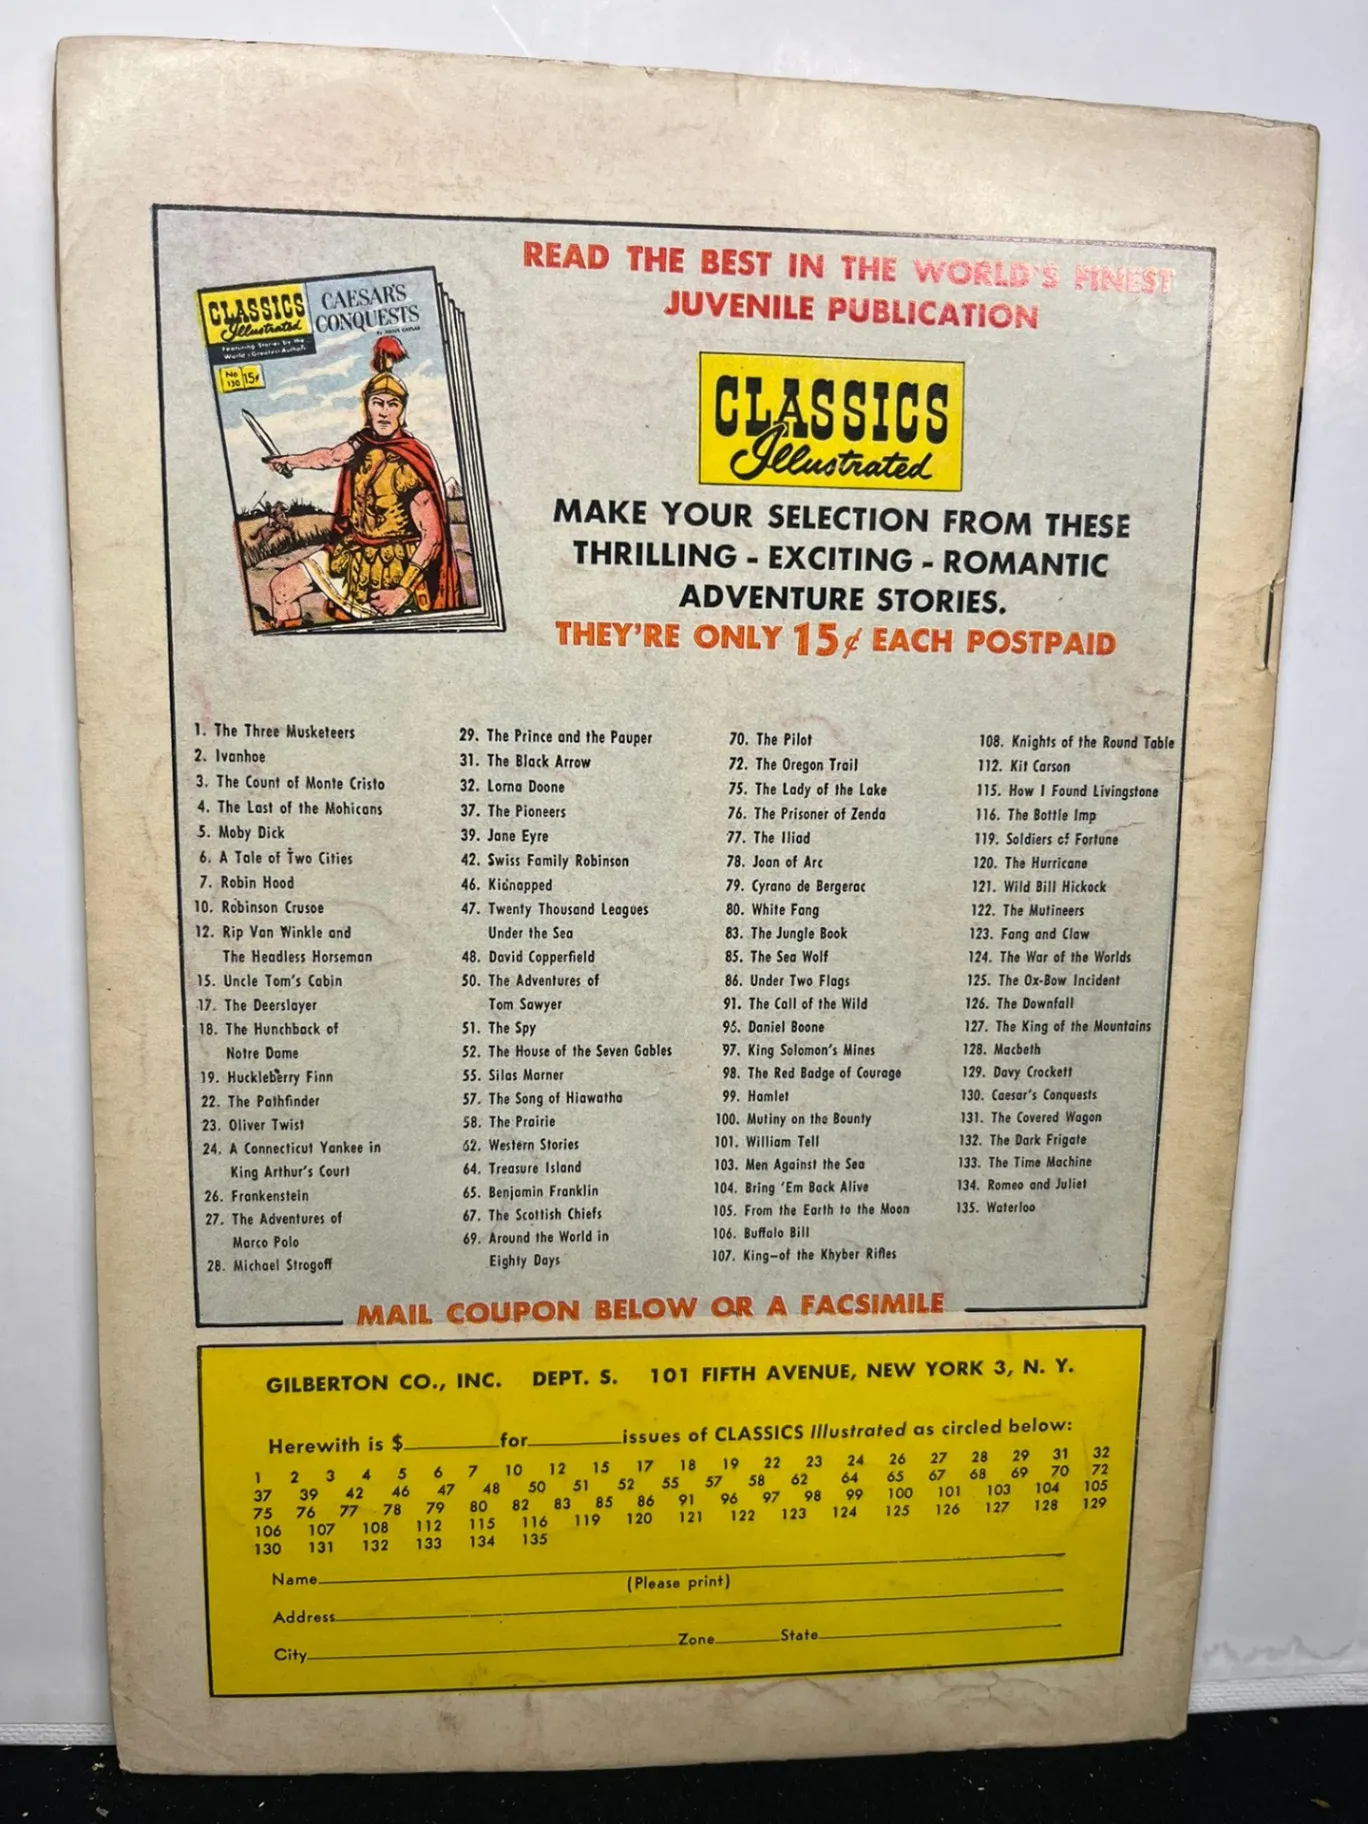 READ THE BEST IN THE WORLD'S FINEST
JUVENILE PUBLICATION
CLASSICS
Illustrated
Featuring Stories by the
World's Greatest Authors
CAESAR'S
CONQUESTS
No
130
15¢
CLASSICS
Illustrated
MAKE YOUR SELECTION FROM THESE
THRILLING - EXCITING - ROMANTIC
ADVENTURE STORIES.
THEY'RE ONLY 15¢ EACH POSTPAID
1. The Three Musketeers
2. Ivanhoe
3. The Count of Monte Cristo
4. The Last of the Mohicans
5. Moby Dick
6. A Tale of Two Cities
7. Robin Hood
10. Robinson Crusoe
12. Rip Van Winkle and
The Headless Horseman
15. Uncle Tom's Cabin
17. The Deerslayer
18. The Hunchback of
Notre Dame
19. Huckleberry Finn
22. The Pathfinder
23. Oliver Twist
24. A Connecticut Yankee in
King Arthur's Court
26. Frankenstein
27. The Adventures of
Marco Polo
28. Michael Strogoff
29. The Prince and the Pauper
31. The Black Arrow
32. Lorna Doone
37. The Pioneers
39. Jane Eyre
42. Swiss Family Robinson
46. Kidnapped
47. Twenty Thousand Leagues
Under the Sea
48. David Copperfield
50. The Adventures of
Tom Sawyer
51. The Spy
52. The House of the Seven Gables
55. Silas Marner
57. The Song of Hiawatha
58. The Prairie
62. Western Stories
64. Treasure Island
65. Benjamin Franklin
67. The Scottish Chiefs
69. Around the World in
Eighty Days
70. The Pilot
72. The Oregon Trail
75. The Lady of the Lake
76. The Prisoner of Zenda
77. The Iliad
78. Joan of Arc
79. Cyrano de Bergerac
80. White Fang
83. The Jungle Book
85. The Sea Wolf
86. Under Two Flags
91. The Call of the Wild
96. Daniel Boone
97. King Solomon's Mines
98. The Red Badge of Courage
99. Hamlet
100. Mutiny on the Bounty
101. William Tell
103. Men Against the Sea
104. Bring 'Em Back Alive
105. From the Earth to the Moon
106. Buffalo Bill
107. King—of the Khyber Rifles
108. Knights of the Round Table
112. Kit Carson
115. How I Found Livingstone
116. The Bottle Imp
119. Soldiers of Fortune
120. The Hurricane
121. Wild Bill Hickock
122. The Mutineers
123. Fang and Claw
124. The War of the Worlds
125. The Ox-Bow Incident
126. The Downfall
127. The King of the Mountains
128. Macbeth
129. Davy Crockett
130. Caesar's Conquests
131. The Covered Wagon
132. The Dark Frigate
133. The Time Machine
134. Romeo and Juliet
135. Waterloo
MAIL COUPON BELOW OR A FACSIMILE
GILBERTON CO., INC. DEPT. S. 101 FIFTH AVENUE, NEW YORK 3, N. Y.
Herewith is $________for________issues of CLASSICS Illustrated as circled below:
1 2 3 4 5 6 7 10 12 15 17 18 19 22 23 24 26 27 28 29 31 32
37 39 42 46 47 48 50 51 52 55 57 58 62 64 65 67 68 69 70 72
75 76 77 78 79 80 82 83 85 86 91 96 97 98 99 100 101 103 104 105
106 107 108 112 115 116 119 120 121 122 123 124 125 126 127 128 129
130 131 132 133 134 135
Name
(Please print)
Address
City Zone State